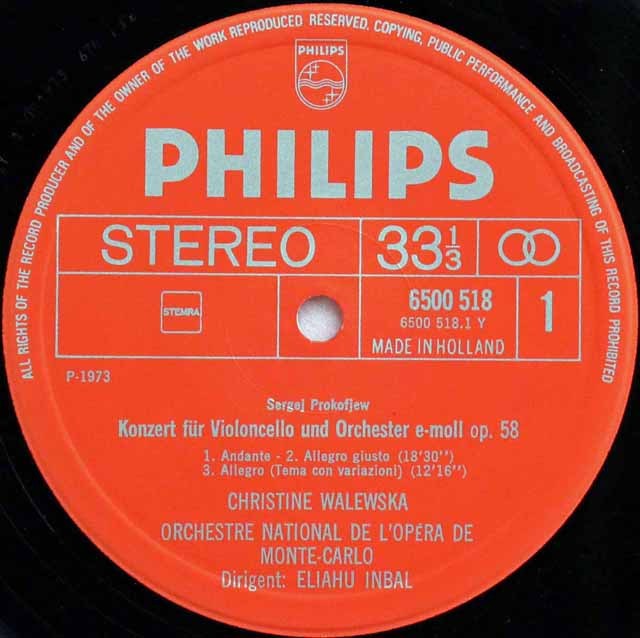 ALL RIGHTS OF THE RECORD PRODUCER AND OF THE OWNER OF THE WORK REPRODUCED RESERVED. COPYING, PUBLIC PERFORMANCE AND BROADCASTING OF THIS RECORD PROHIBITED
PHILIPS
PHILIPS
STEREO
33 1/3
STEMRA
6500 518
6500 518.1 Y
MADE IN HOLLAND
1
P-1973
Sergej Prokofjew
Konzert für Violoncello und Orchester e-moll op. 58
1. Andante - 2. Allegro giusto (18'30'')
3. Allegro (Tema con variazioni) (12'16'')
CHRISTINE WALEWSKA
ORCHESTRE NATIONAL DE L'OPÉRA DE
MONTE-CARLO
Dirigent: ELIAHU INBAL